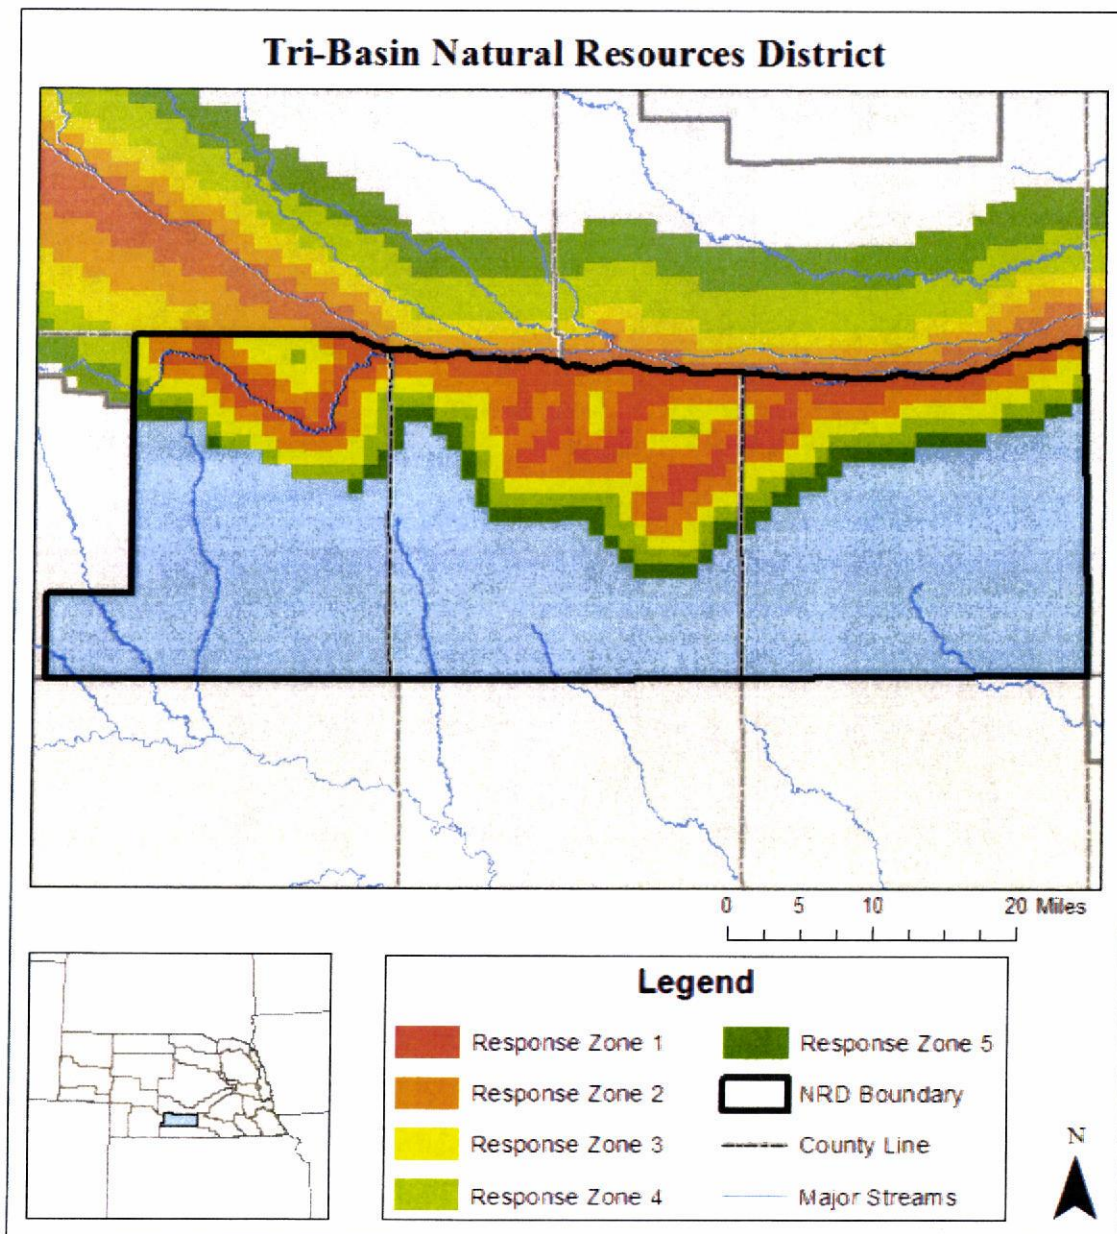 Tri-Basin Natural Resources District
0 5 10 20 Miles
Legend
Response Zone 1
Response Zone 2
Response Zone 3
Response Zone 4
Response Zone 5
NRD Boundary
County Line
Major Streams
N